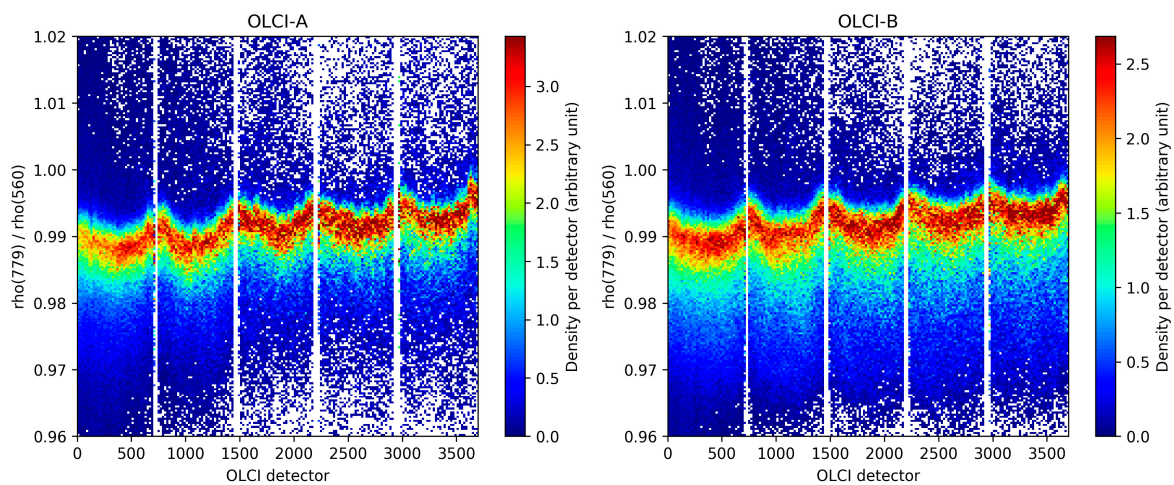 OLCI-A
1.02
1.01
1.00
0.99
0.98
0.97
0.96
rho(779) / rho(560)
0 500 1000 1500 2000 2500 3000 3500
OLCI detector
3.0
2.5
2.0
1.5
1.0
0.5
0.0
Density per detector (arbitrary unit)
OLCI-B
1.02
1.01
1.00
0.99
0.98
0.97
0.96
rho(779) / rho(560)
0 500 1000 1500 2000 2500 3000 3500
OLCI detector
2.5
2.0
1.5
1.0
0.5
0.0
Density per detector (arbitrary unit)